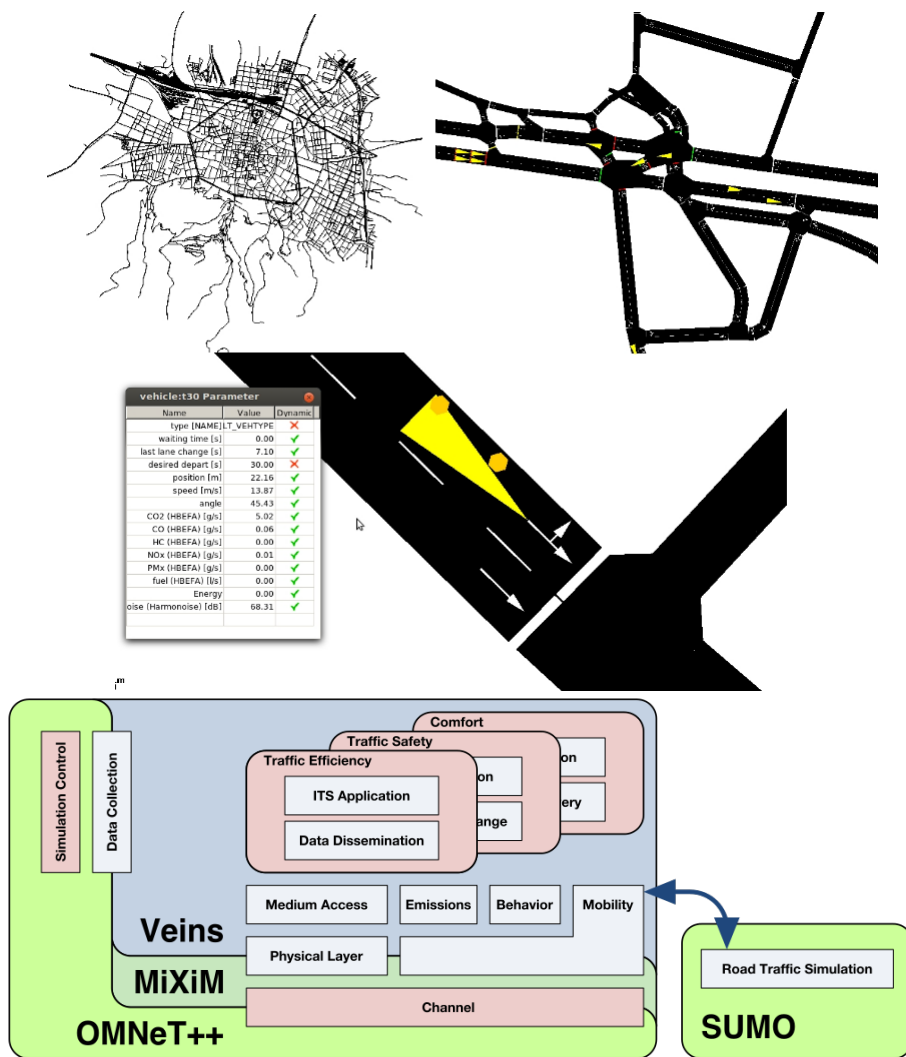 vehicle:t30 Parameter
Name Value Dynamic
type [NAME] LT_VEHTYPE
waiting time [s] 0.00
last lane change [s] 7.10
desired depart [s] 30.00
position [m] 22.16
speed [m/s] 13.87
angle 45.43
CO2 (HBEFA) [g/s] 5.02
CO (HBEFA) [g/s] 0.06
HC (HBEFA) [g/s] 0.00
NOx (HBEFA) [g/s] 0.01
PMx (HBEFA) [g/s] 0.00
fuel (HBEFA) [l/s] 0.00
Energy 0.00
oise (Harmonoise) [dB] 68.31
Simulation Control
Data Collection
Comfort
on
ery
Traffic Safety
on
ange
Traffic Efficiency
ITS Application
Data Dissemination
Medium Access
Emissions
Behavior
Mobility
Veins
Physical Layer
MiXiM
Channel
OMNeT++
Road Traffic Simulation
SUMO